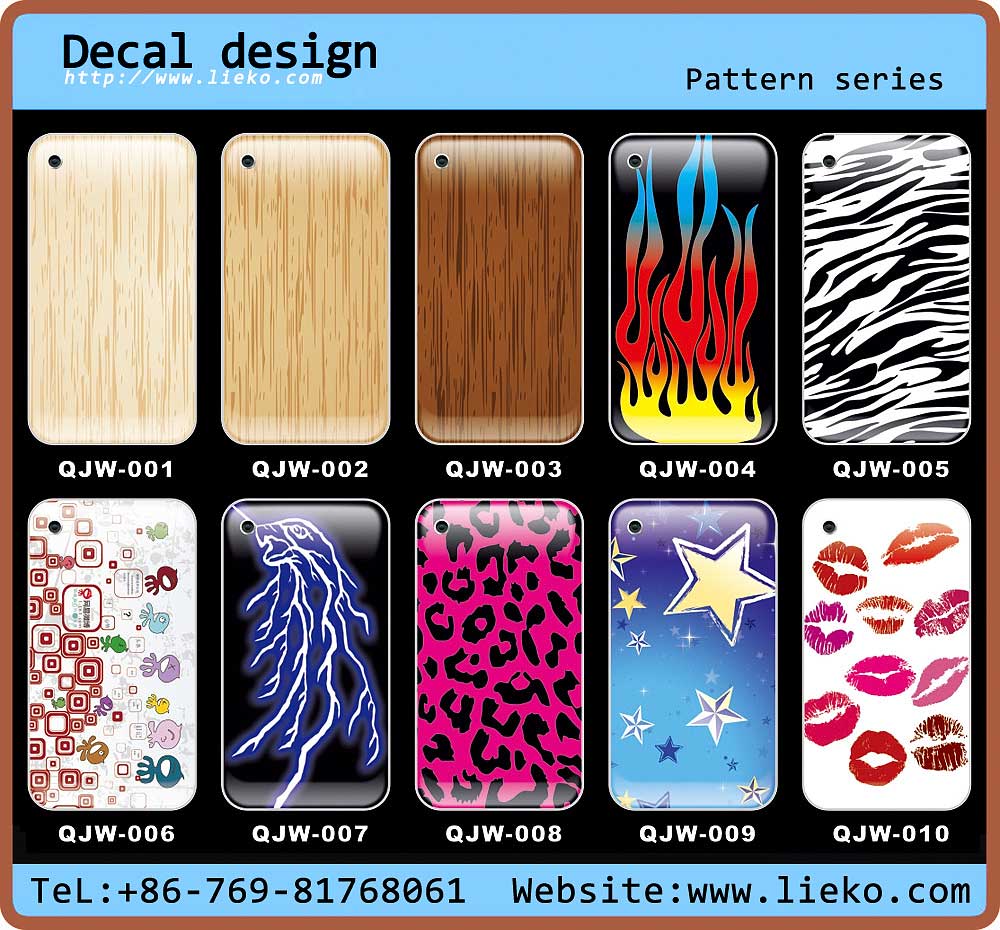 Decal design
http://www.lieko.com
Pattern series
QJW-001 QJW-002 QJW-003 QJW-004 QJW-005
QJW-006 QJW-007 QJW-008 QJW-009 QJW-010
TeL:+86-769-81768061 Website:www.lieko.com